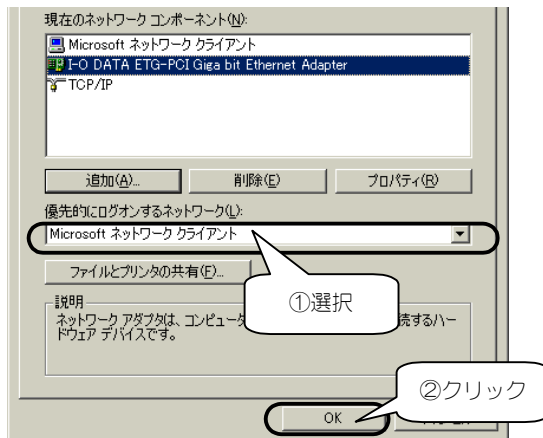 現在のネットワーク コンポーネント(N):
Microsoft ネットワーク クライアント
I-O DATA ETG-PCI Giga bit Ethernet Adapter
TCP/IP
追加(A)... 削除(E) プロパティ(R)
優先的にログオンするネットワーク(L):
Microsoft ネットワーク クライアント
ファイルとプリンタの共有(F)...
①選択
説明
ネットワーク アダプタは、コンピュータ 続するハー
ドウェア デバイスです。
②クリック
OK